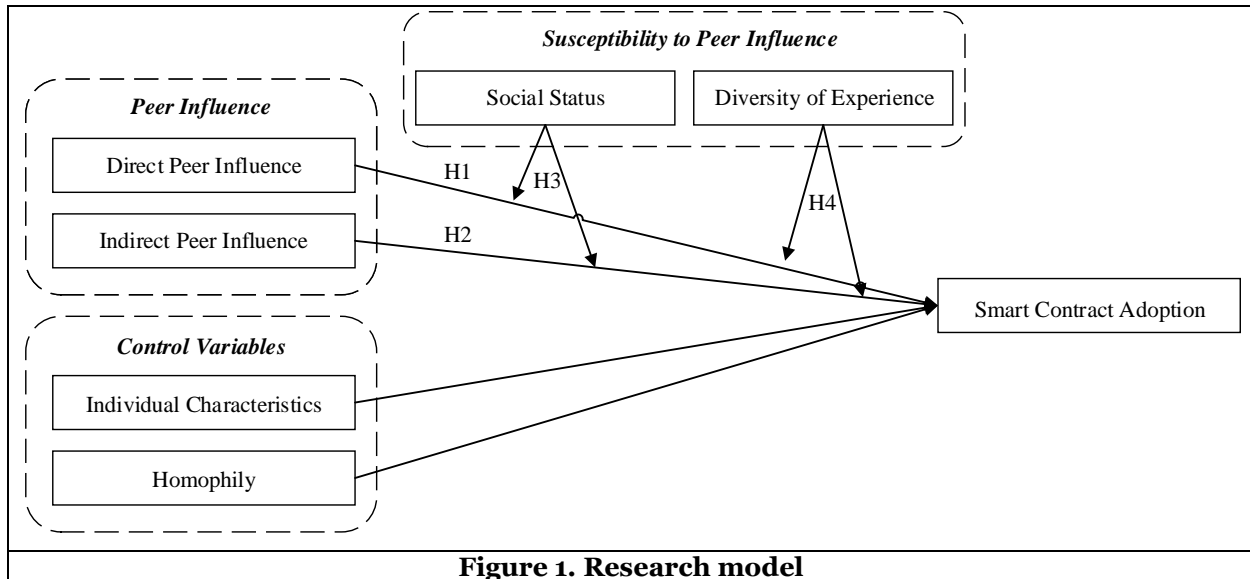 Susceptibility to Peer Influence
Social Status
Diversity of Experience
Peer Influence
Direct Peer Influence
Indirect Peer Influence
H1
H3
H2
H4
Smart Contract Adoption
Control Variables
Individual Characteristics
Homophily
Figure 1. Research model